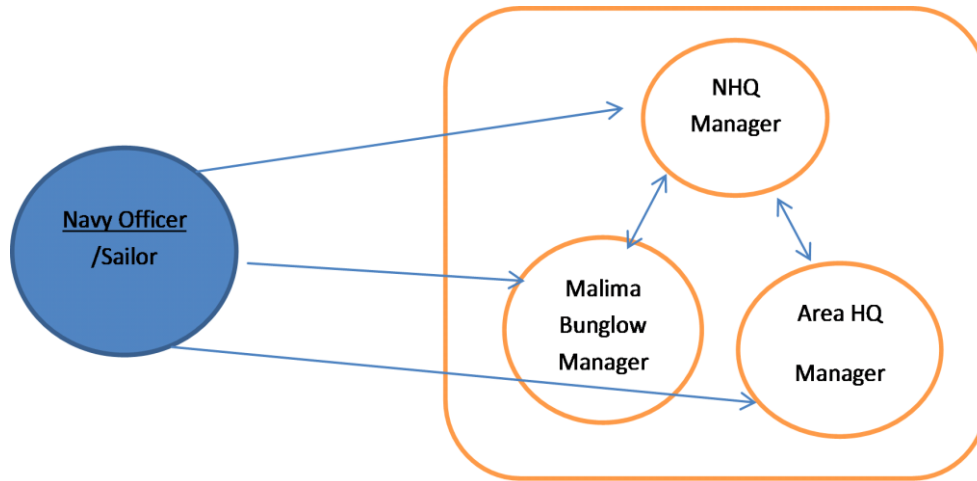 NHQ
Manager
Navy Officer
/Sailor
Malima
Bunglow
Manager
Area HQ
Manager